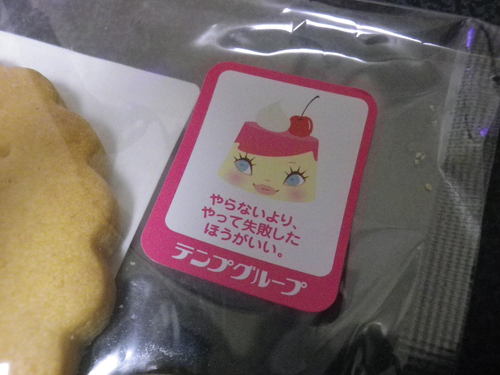 やらないより、
やって失敗した
ほうがいい。
テンプグループ